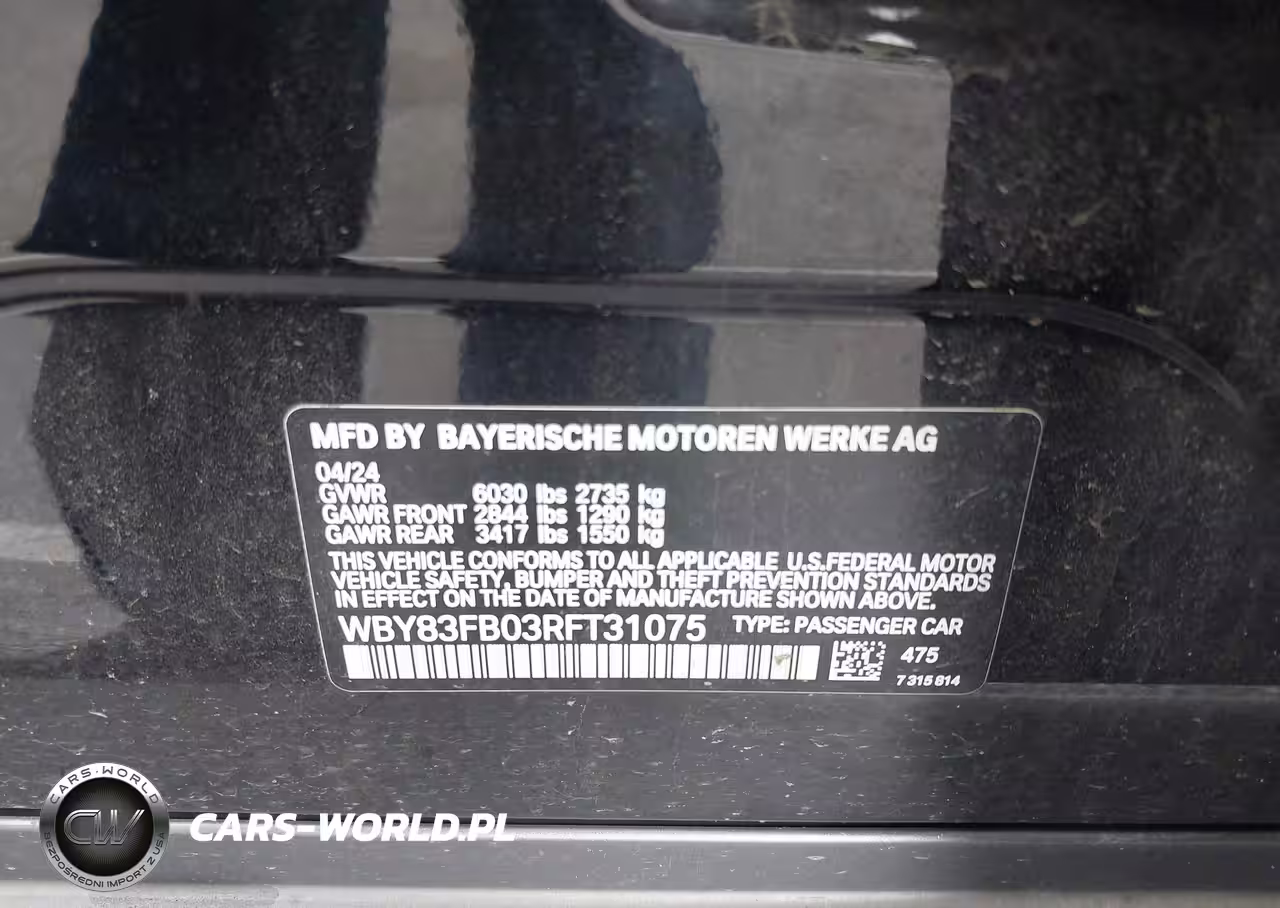 MFD BY BAYERISCHE MOTOREN WERKE AG
04/24
GVWR 6030 lbs 2735 kg
GAWR FRONT 2844 lbs 1290 kg
GAWR REAR 3417 lbs 1550 kg
THIS VEHICLE CONFORMS TO ALL APPLICABLE U.S.FEDERAL MOTOR
VEHICLE SAFETY, BUMPER AND THEFT PREVENTION STANDARDS
IN EFFECT ON THE DATE OF MANUFACTURE SHOWN ABOVE.
WBY83FB03RFT31075 TYPE: PASSENGER CAR
475
7 315 814
CARS-WORLD
CW
BEZPOŚREDNI IMPORT Z USA
CARS-WORLD.PL